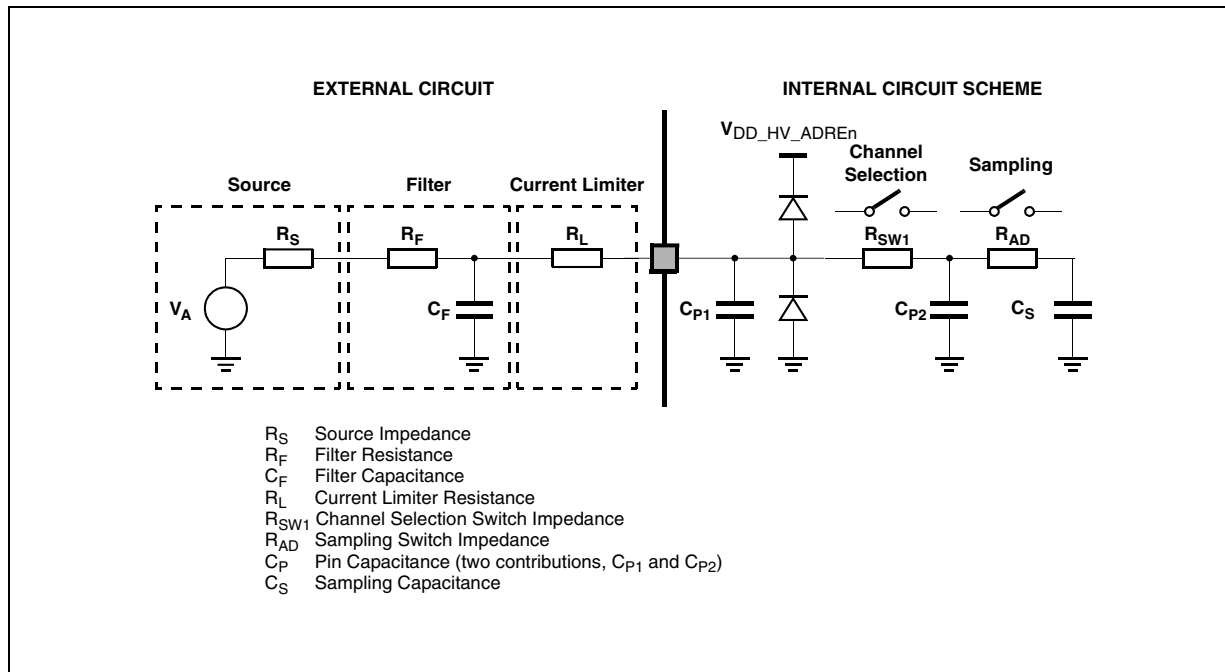 EXTERNAL CIRCUIT
INTERNAL CIRCUIT SCHEME
VDD_HV_ADREn
Channel
Selection
Sampling
Source
Filter
Current Limiter
RS
RF
RL
RSW1
RAD
VA
CF
CP1
CP2
CS
RS Source Impedance
RF Filter Resistance
CF Filter Capacitance
RL Current Limiter Resistance
RSW1 Channel Selection Switch Impedance
RAD Sampling Switch Impedance
CP Pin Capacitance (two contributions, CP1 and CP2)
CS Sampling Capacitance